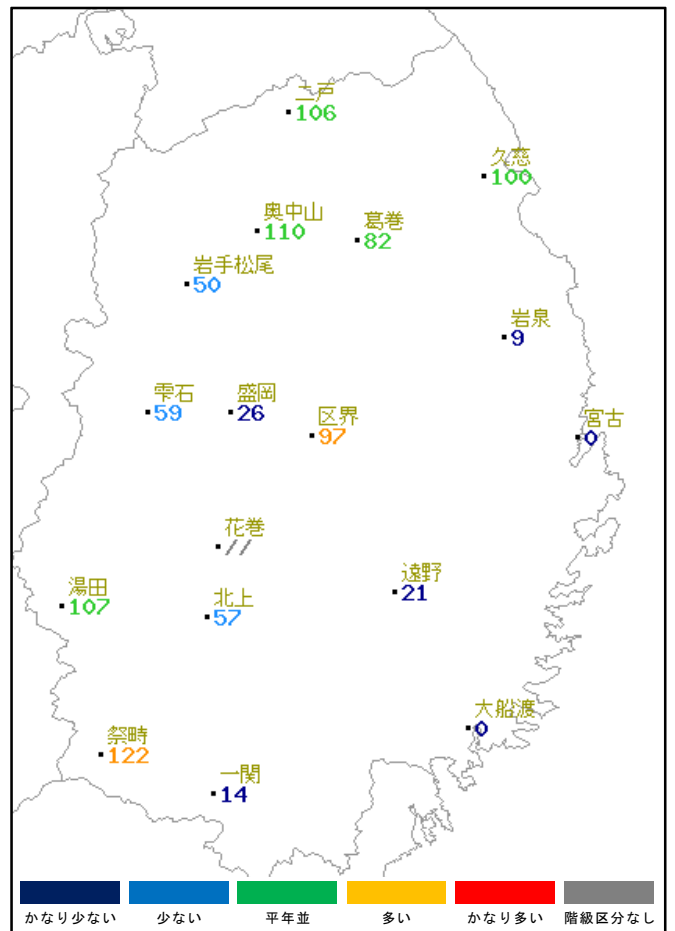 二戸
106
久慈
100
奥中山
110
葛巻
82
岩手松尾
50
岩泉
9
雫石
59
盛岡
26
区界
97
宮古
0
花巻
//
遠野
21
湯田
107
北上
57
大船渡
0
祭畤
122
一関
14
かなり少ない 少ない 平年並 多い かなり多い 階級区分なし